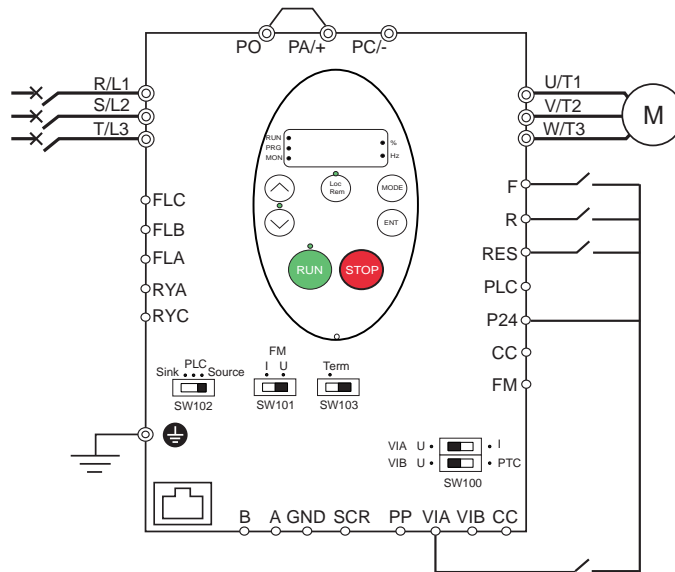 PO PA/+ PC/-
R/L1
S/L2
T/L3
U/T1
V/T2
W/T3
M
RUN
PRG
MON
%
Hz
Loc
Rem
MODE
ENT
RUN
STOP
FLC
FLB
FLA
RYA
RYC
F
R
RES
PLC
P24
CC
FM
Sink PLC Source
SW102
FM
I U
SW101
Term
SW103
VIA U I
VIB U PTC
SW100
B A GND SCR PP VIA VIB CC